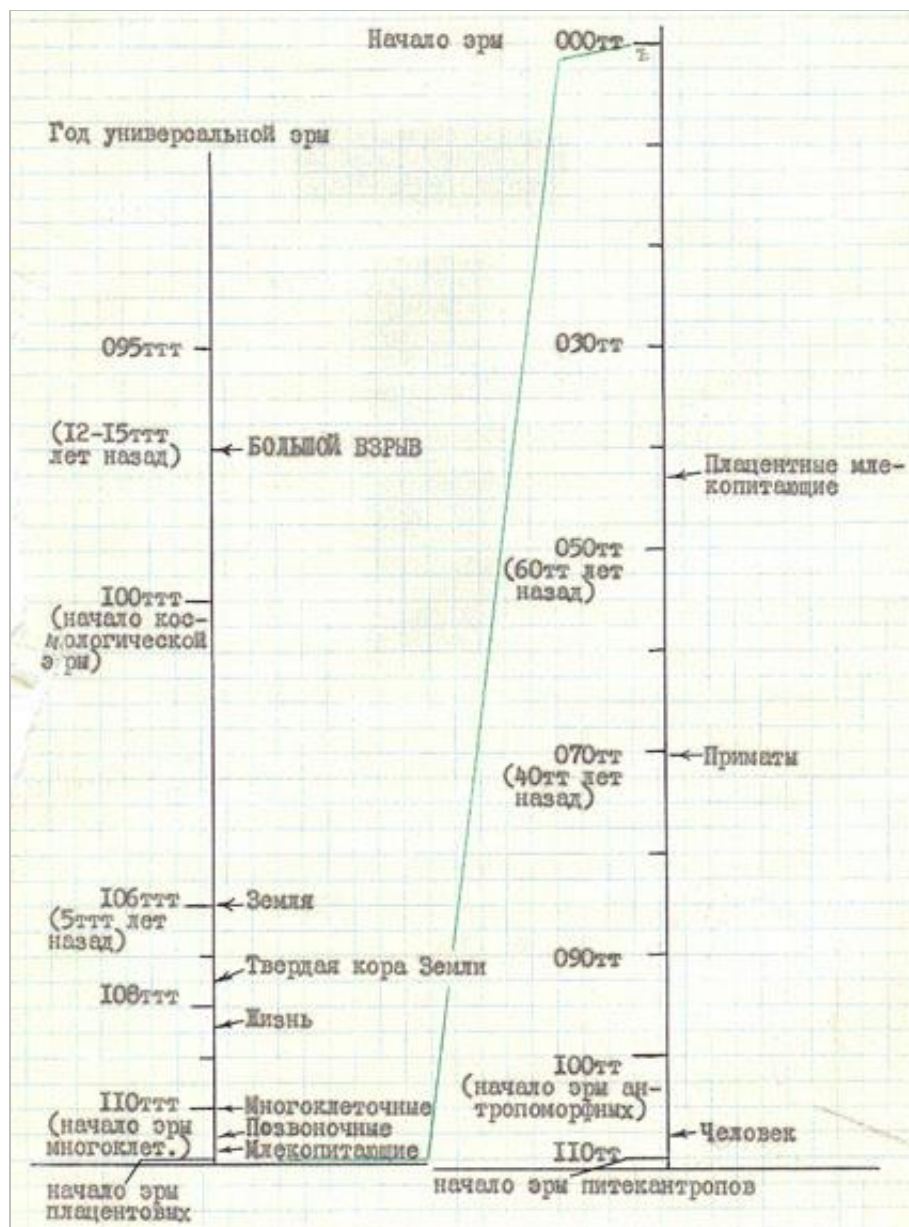 Начало эры 000тт
Год универсальной эры
095ттт
(12-15ттт
лет назад)
БОЛЬШОЙ ВЗРЫВ
100ттт
(начало кос-
мологической
эры)
106ттт
(5ттт лет
назад)
Земля
Твердая кора Земли
108ттт
Жизнь
110ттт
(начало эры
многоклет.)
Многоклеточные
Позвоночные
Млекопитающие
начало эры
плацентовых
030тт
Плацентные мле-
копитающие
050тт
(60тт лет
назад)
070тт
(40тт лет
назад)
Приматы
090тт
100тт
(начало эры ан-
тропоморфных)
Человек
110тт
начало эры питекантропов